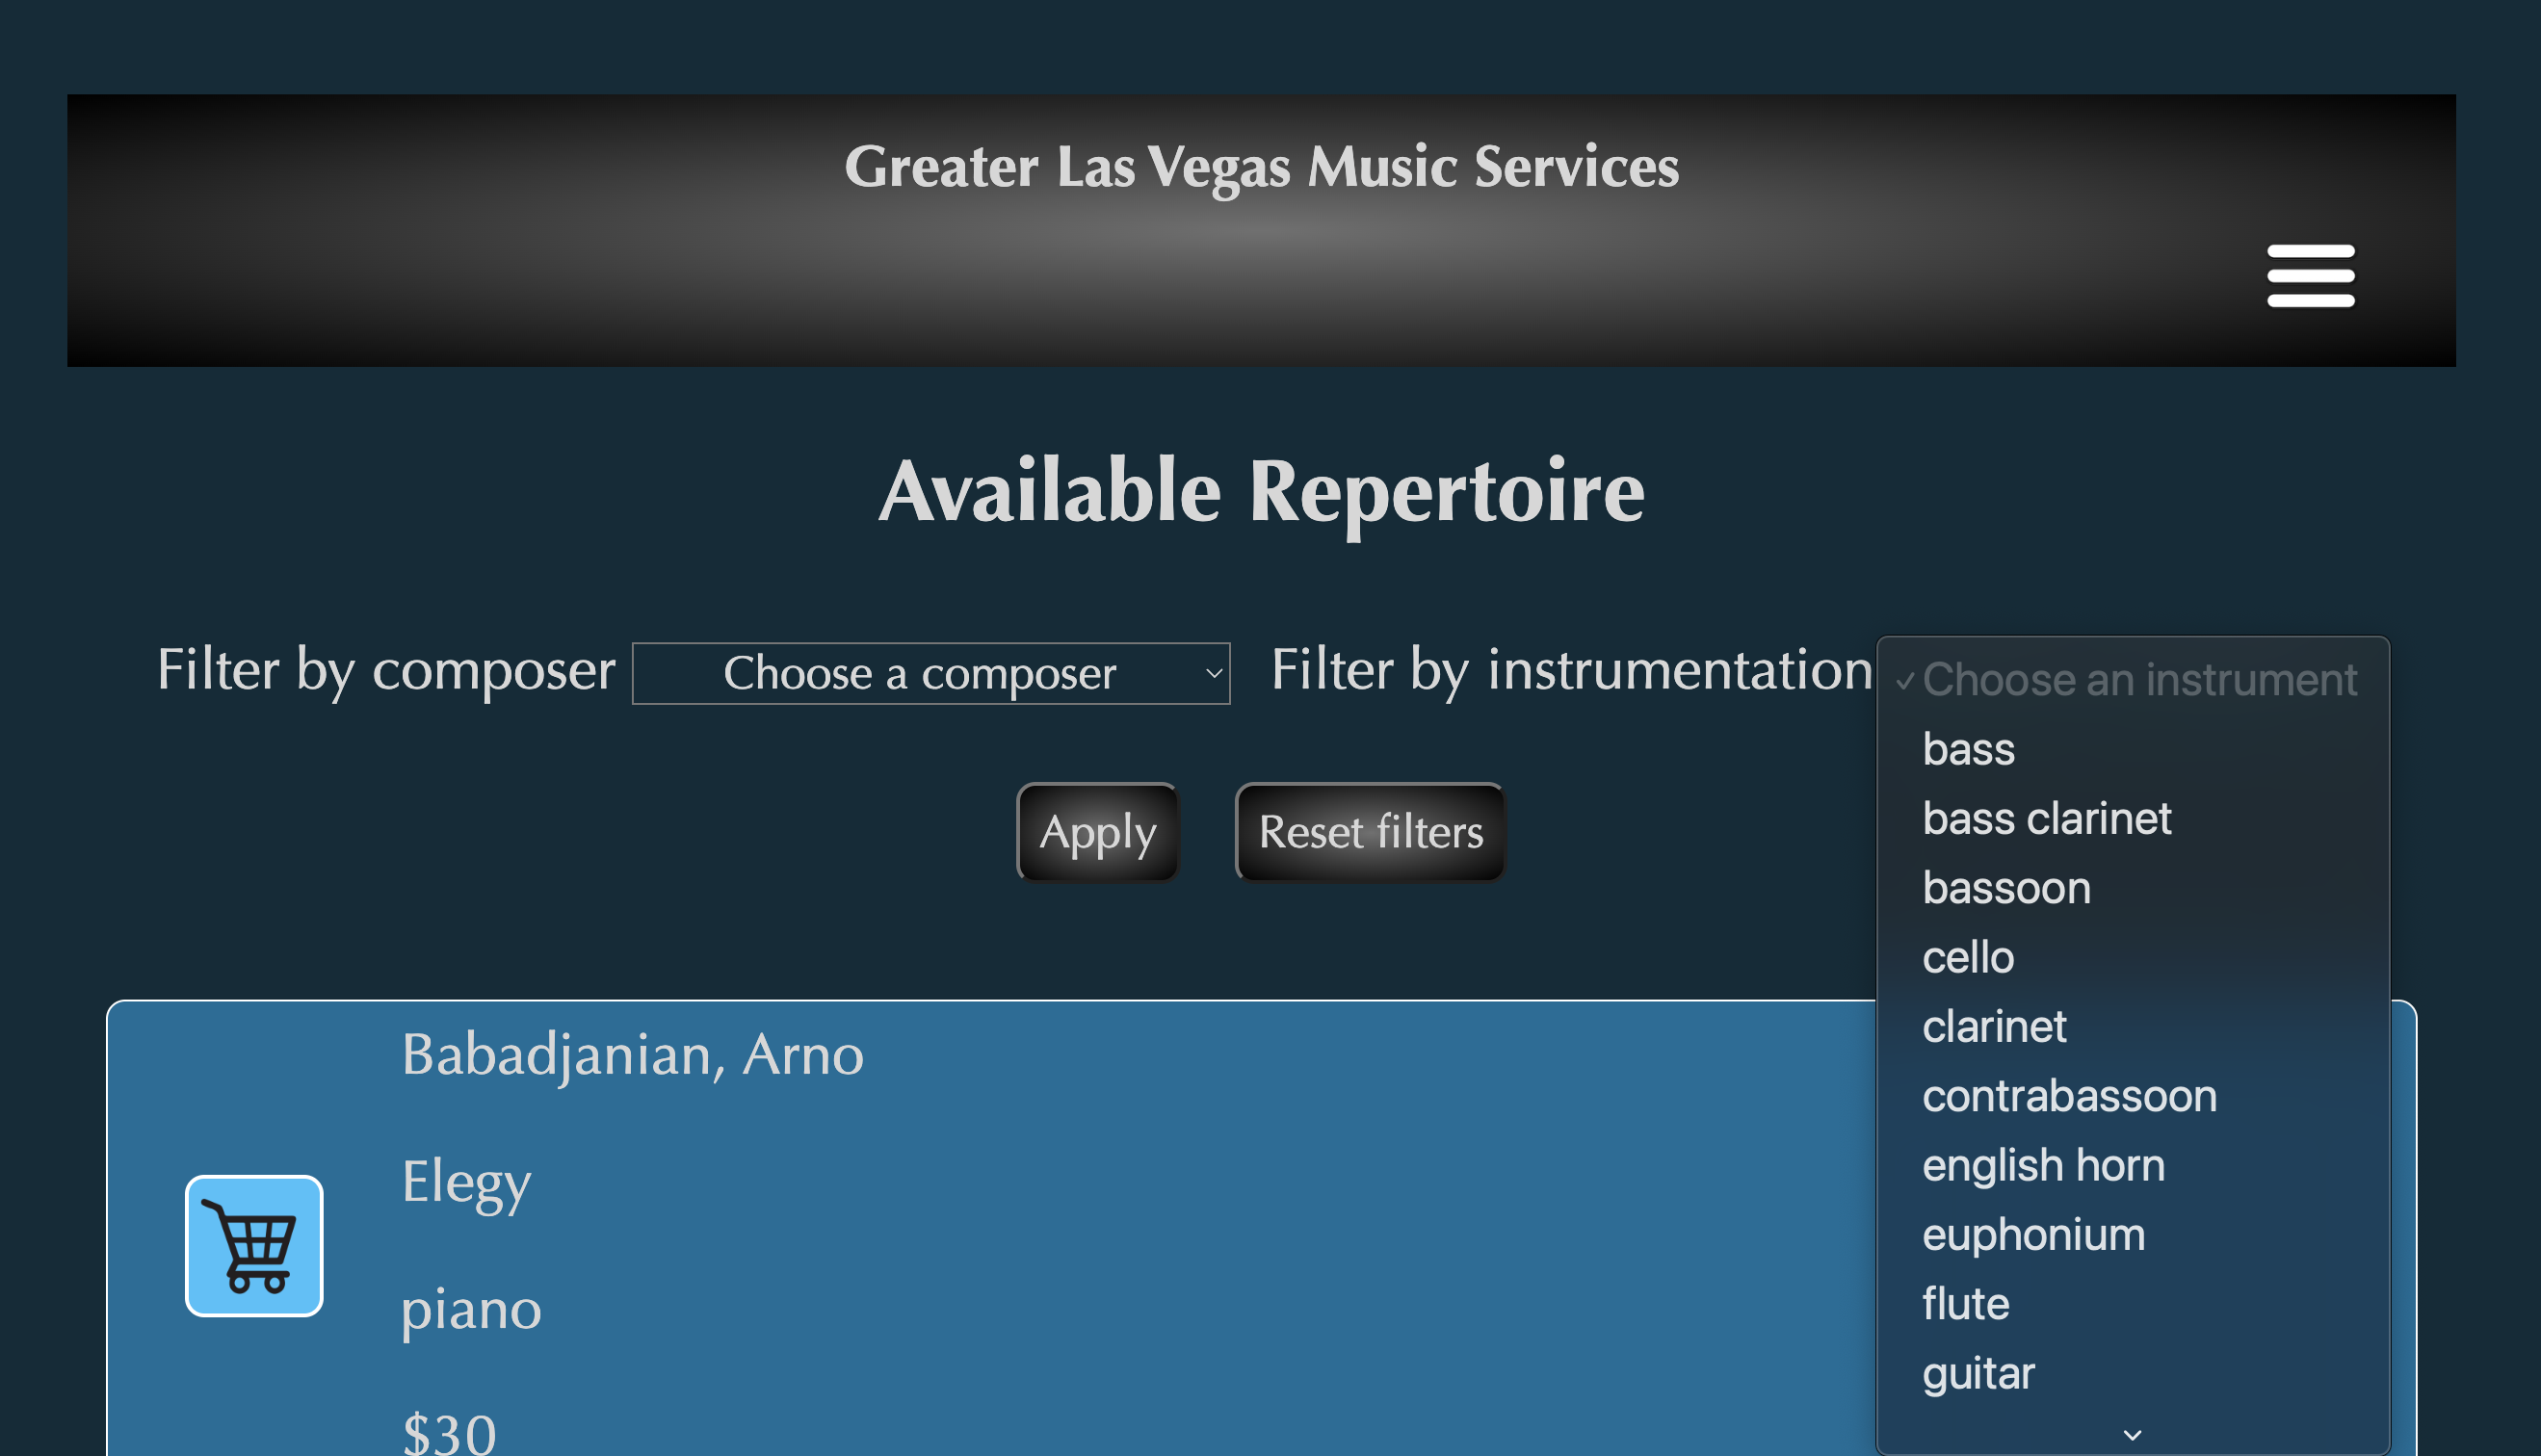 Greater Las Vegas Music Services
Available Repertoire
Filter by composer Choose a composer Filter by instrumentation Choose an instrument
bass
bass clarinet
bassoon
cello
clarinet
contrabassoon
english horn
euphonium
flute
guitar
Apply Reset filters
Babadjanian, Arno
Elegy
piano
$30